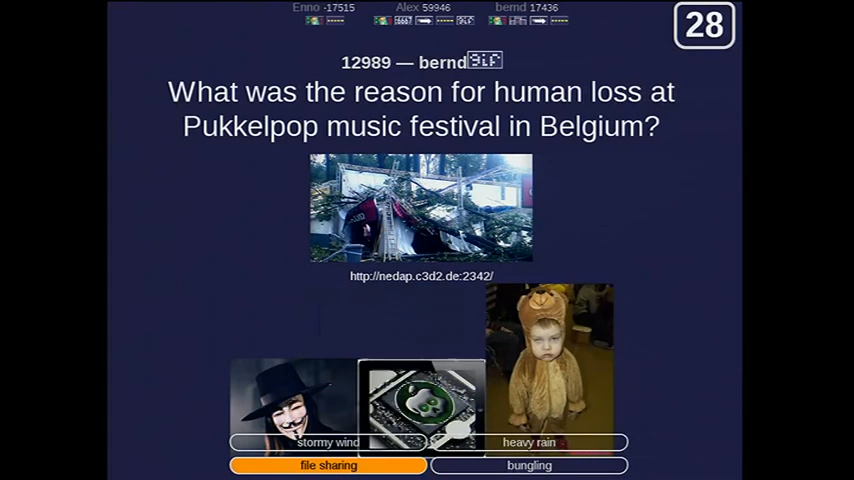 Enno -17515 Alex 59946 bernd 17436
28
12989 — bernd
What was the reason for human loss at
Pukkelpop music festival in Belgium?
http://nedap.c3d2.de:2342/
stormy wind heavy rain
file sharing bungling